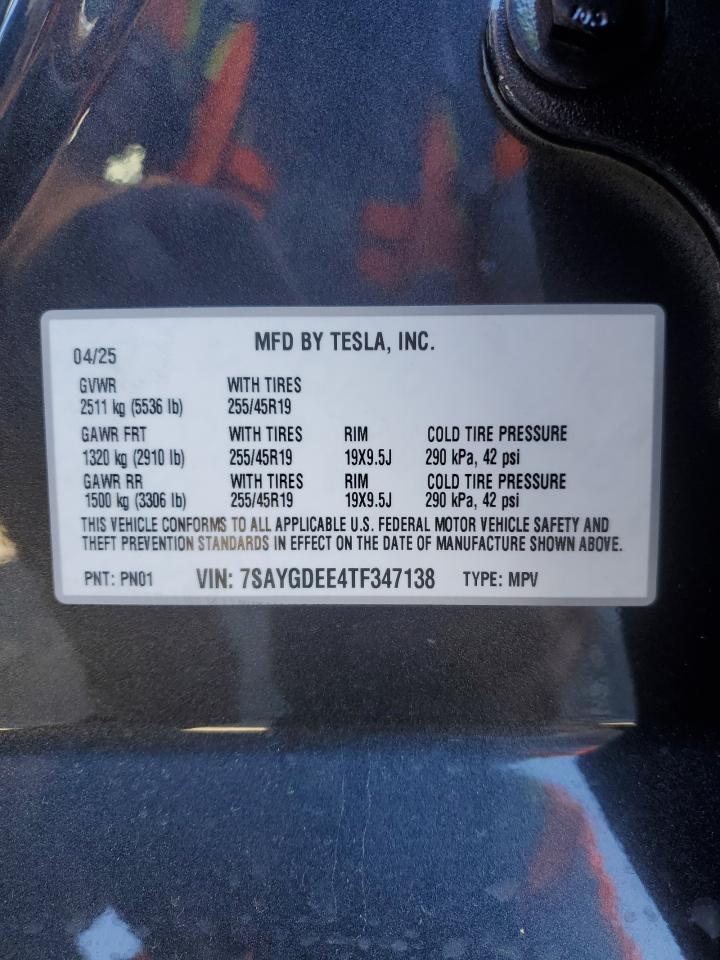 MFD BY TESLA, INC.
04/25
GVWR WITH TIRES
2511 kg (5536 lb) 255/45R19
GAWR FRT WITH TIRES RIM COLD TIRE PRESSURE
1320 kg (2910 lb) 255/45R19 19X9.5J 290 kPa, 42 psi
GAWR RR WITH TIRES RIM COLD TIRE PRESSURE
1500 kg (3306 lb) 255/45R19 19X9.5J 290 kPa, 42 psi
THIS VEHICLE CONFORMS TO ALL APPLICABLE U.S. FEDERAL MOTOR VEHICLE SAFETY AND
THEFT PREVENTION STANDARDS IN EFFECT ON THE DATE OF MANUFACTURE SHOWN ABOVE.
PNT: PN01 VIN: 7SAYGDEE4TF347138 TYPE: MPV